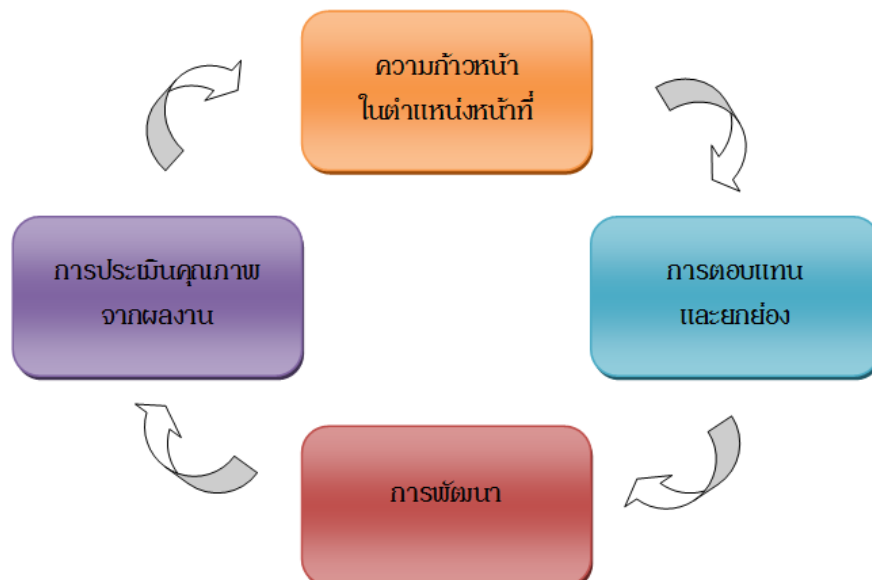 ความก้าวหน้า
ในตำแหน่งหน้าที่
การประเมินคุณภาพ
จากผลงาน
การตอบแทน
และยกย่อง
การพัฒนา